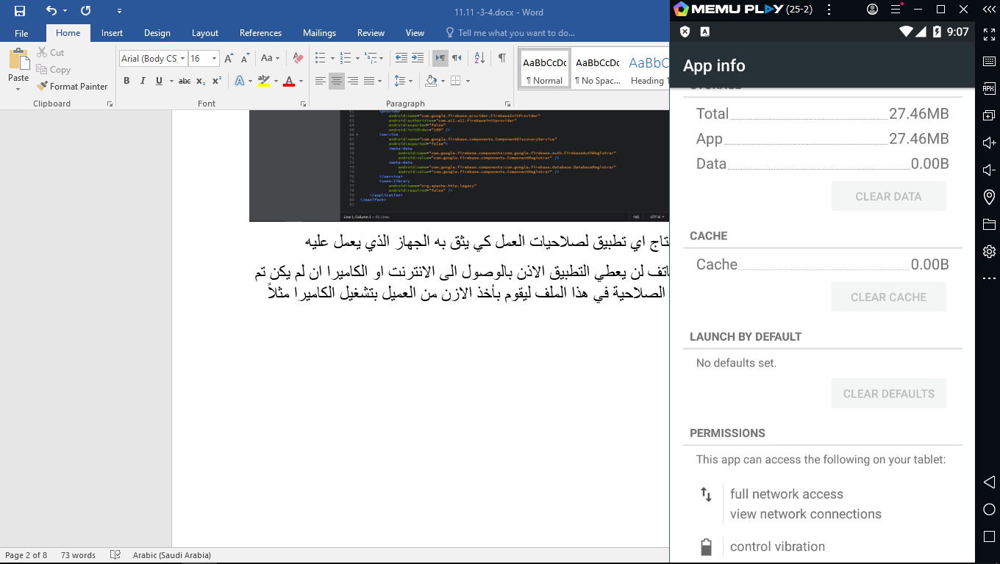 11.11 -3-4.docx - Word
File
Home
Insert
Design
Layout
References
Mailings
Review
View
Tell me what you want to do...
Paste
Cut
Copy
Format Painter
Clipboard
Arial (Body CS)
16
Font
Paragraph
AaBbCcDc
¶ Normal
AaBbCcDc
¶ No Spac...
AaBbCc
Heading 1
<provider
android:name="com.google.firebase.provider.FirebaseInitProvider"
android:authorities="com.all.all.firebaseinitprovider"
android:exported="false"
android:initOrder="100" />
<service
android:name="com.google.firebase.components.ComponentDiscoveryService"
android:exported="false">
<meta-data
android:name="com.google.firebase.components:com.google.firebase.auth.FirebaseAuthRegistrar"
android:value="com.google.firebase.components.ComponentRegistrar" />
<meta-data
android:name="com.google.firebase.components:com.google.firebase.database.DatabaseRegistrar"
android:value="com.google.firebase.components.ComponentRegistrar" />
</service>
<uses-library
android:name="org.apache.http.legacy"
android:required="false" />
</application>
</manifest>
Line 1, Column 1 — 81 Lines
INS
UTF-8
اي تطبيق لصلاحيات العمل كي يثق به الجهاز الذي يعمل عليه
لن يعطي التطبيق الاذن بالوصول الى الانترنت او الكاميرا ان لم يكن تم
الصلاحية في هذا الملف ليقوم بأخذ الازن من العميل بتشغيل الكاميرا مثلاً
Page 2 of 8
73 words
Arabic (Saudi Arabia)
MEMU PLAY (25-2)
9:07
App info
STORAGE
Total 27.46MB
App 27.46MB
Data 0.00B
CLEAR DATA
CACHE
Cache 0.00B
CLEAR CACHE
LAUNCH BY DEFAULT
No defaults set.
CLEAR DEFAULTS
PERMISSIONS
This app can access the following on your tablet:
full network access
view network connections
control vibration